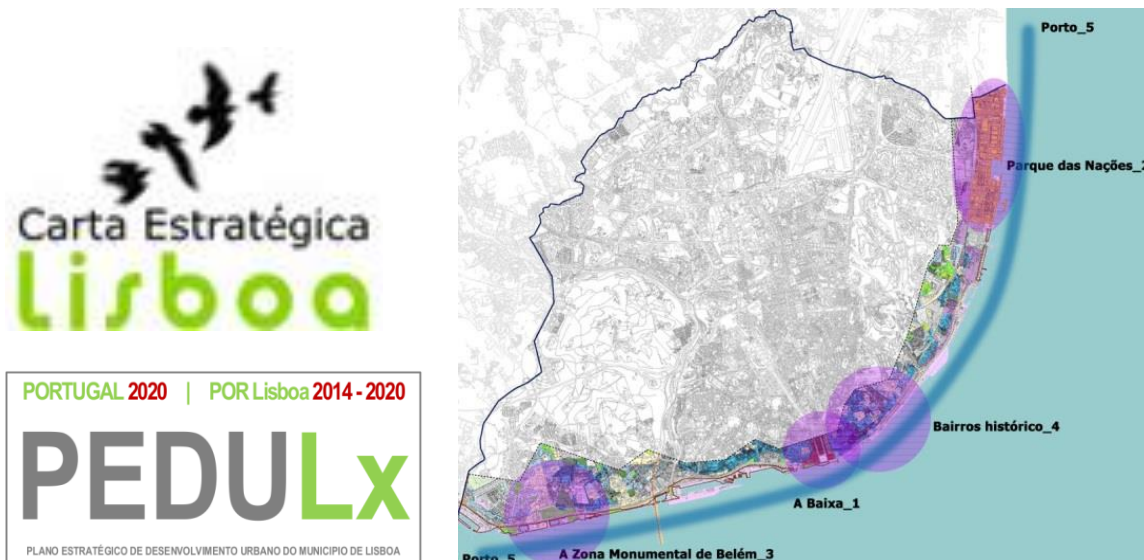 Carta Estratégica
Lisboa
PORTUGAL 2020 | POR Lisboa 2014 - 2020
PEDULx
PLANO ESTRATÉGICO DE DESENVOLVIMENTO URBANO DO MUNICIPIO DE LISBOA
Porto_5
Parque das Nações_2
Bairros histórico_4
A Baixa_1
A Zona Monumental de Belém_3
Porto_5